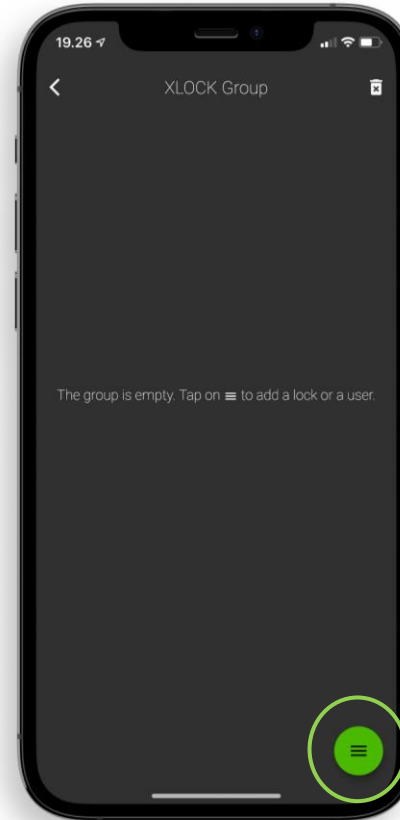 19.26
XLOCK Group
The group is empty. Tap on ≡ to add a lock or a user.